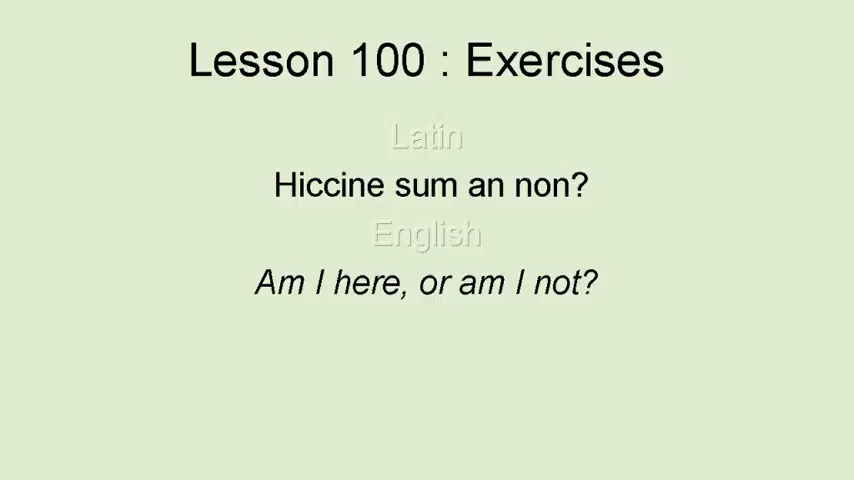 Lesson 100 : Exercises
Latin
Hiccine sum an non?
English
Am I here, or am I not?